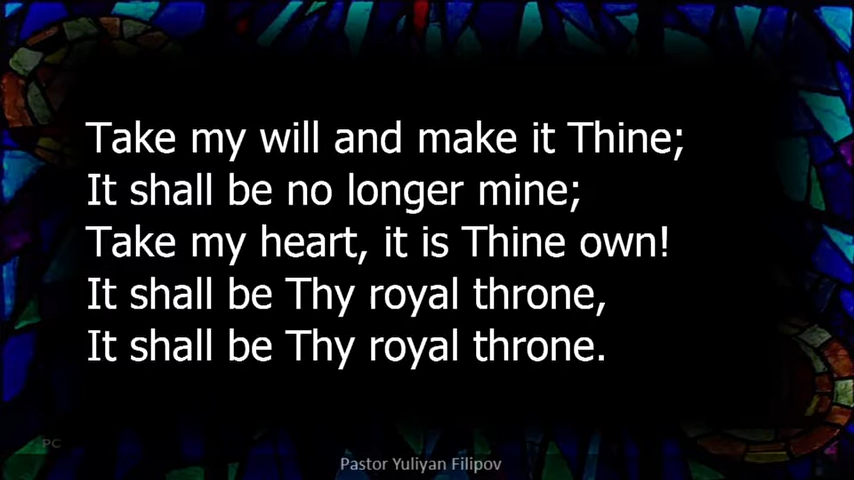 Take my will and make it Thine;
It shall be no longer mine;
Take my heart, it is Thine own!
It shall be Thy royal throne,
It shall be Thy royal throne.
PC
Pastor Yuliyan Filipov